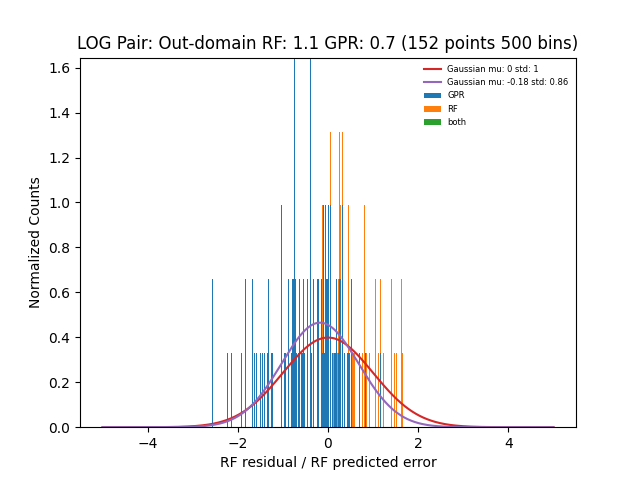 LOG Pair: Out-domain RF: 1.1 GPR: 0.7 (152 points 500 bins)
Gaussian mu: 0 std: 1
Gaussian mu: -0.18 std: 0.86
GPR
RF
both
Normalized Counts
1.6
1.4
1.2
1.0
0.8
0.6
0.4
0.2
0.0
−4
−2
0
2
4
RF residual / RF predicted error